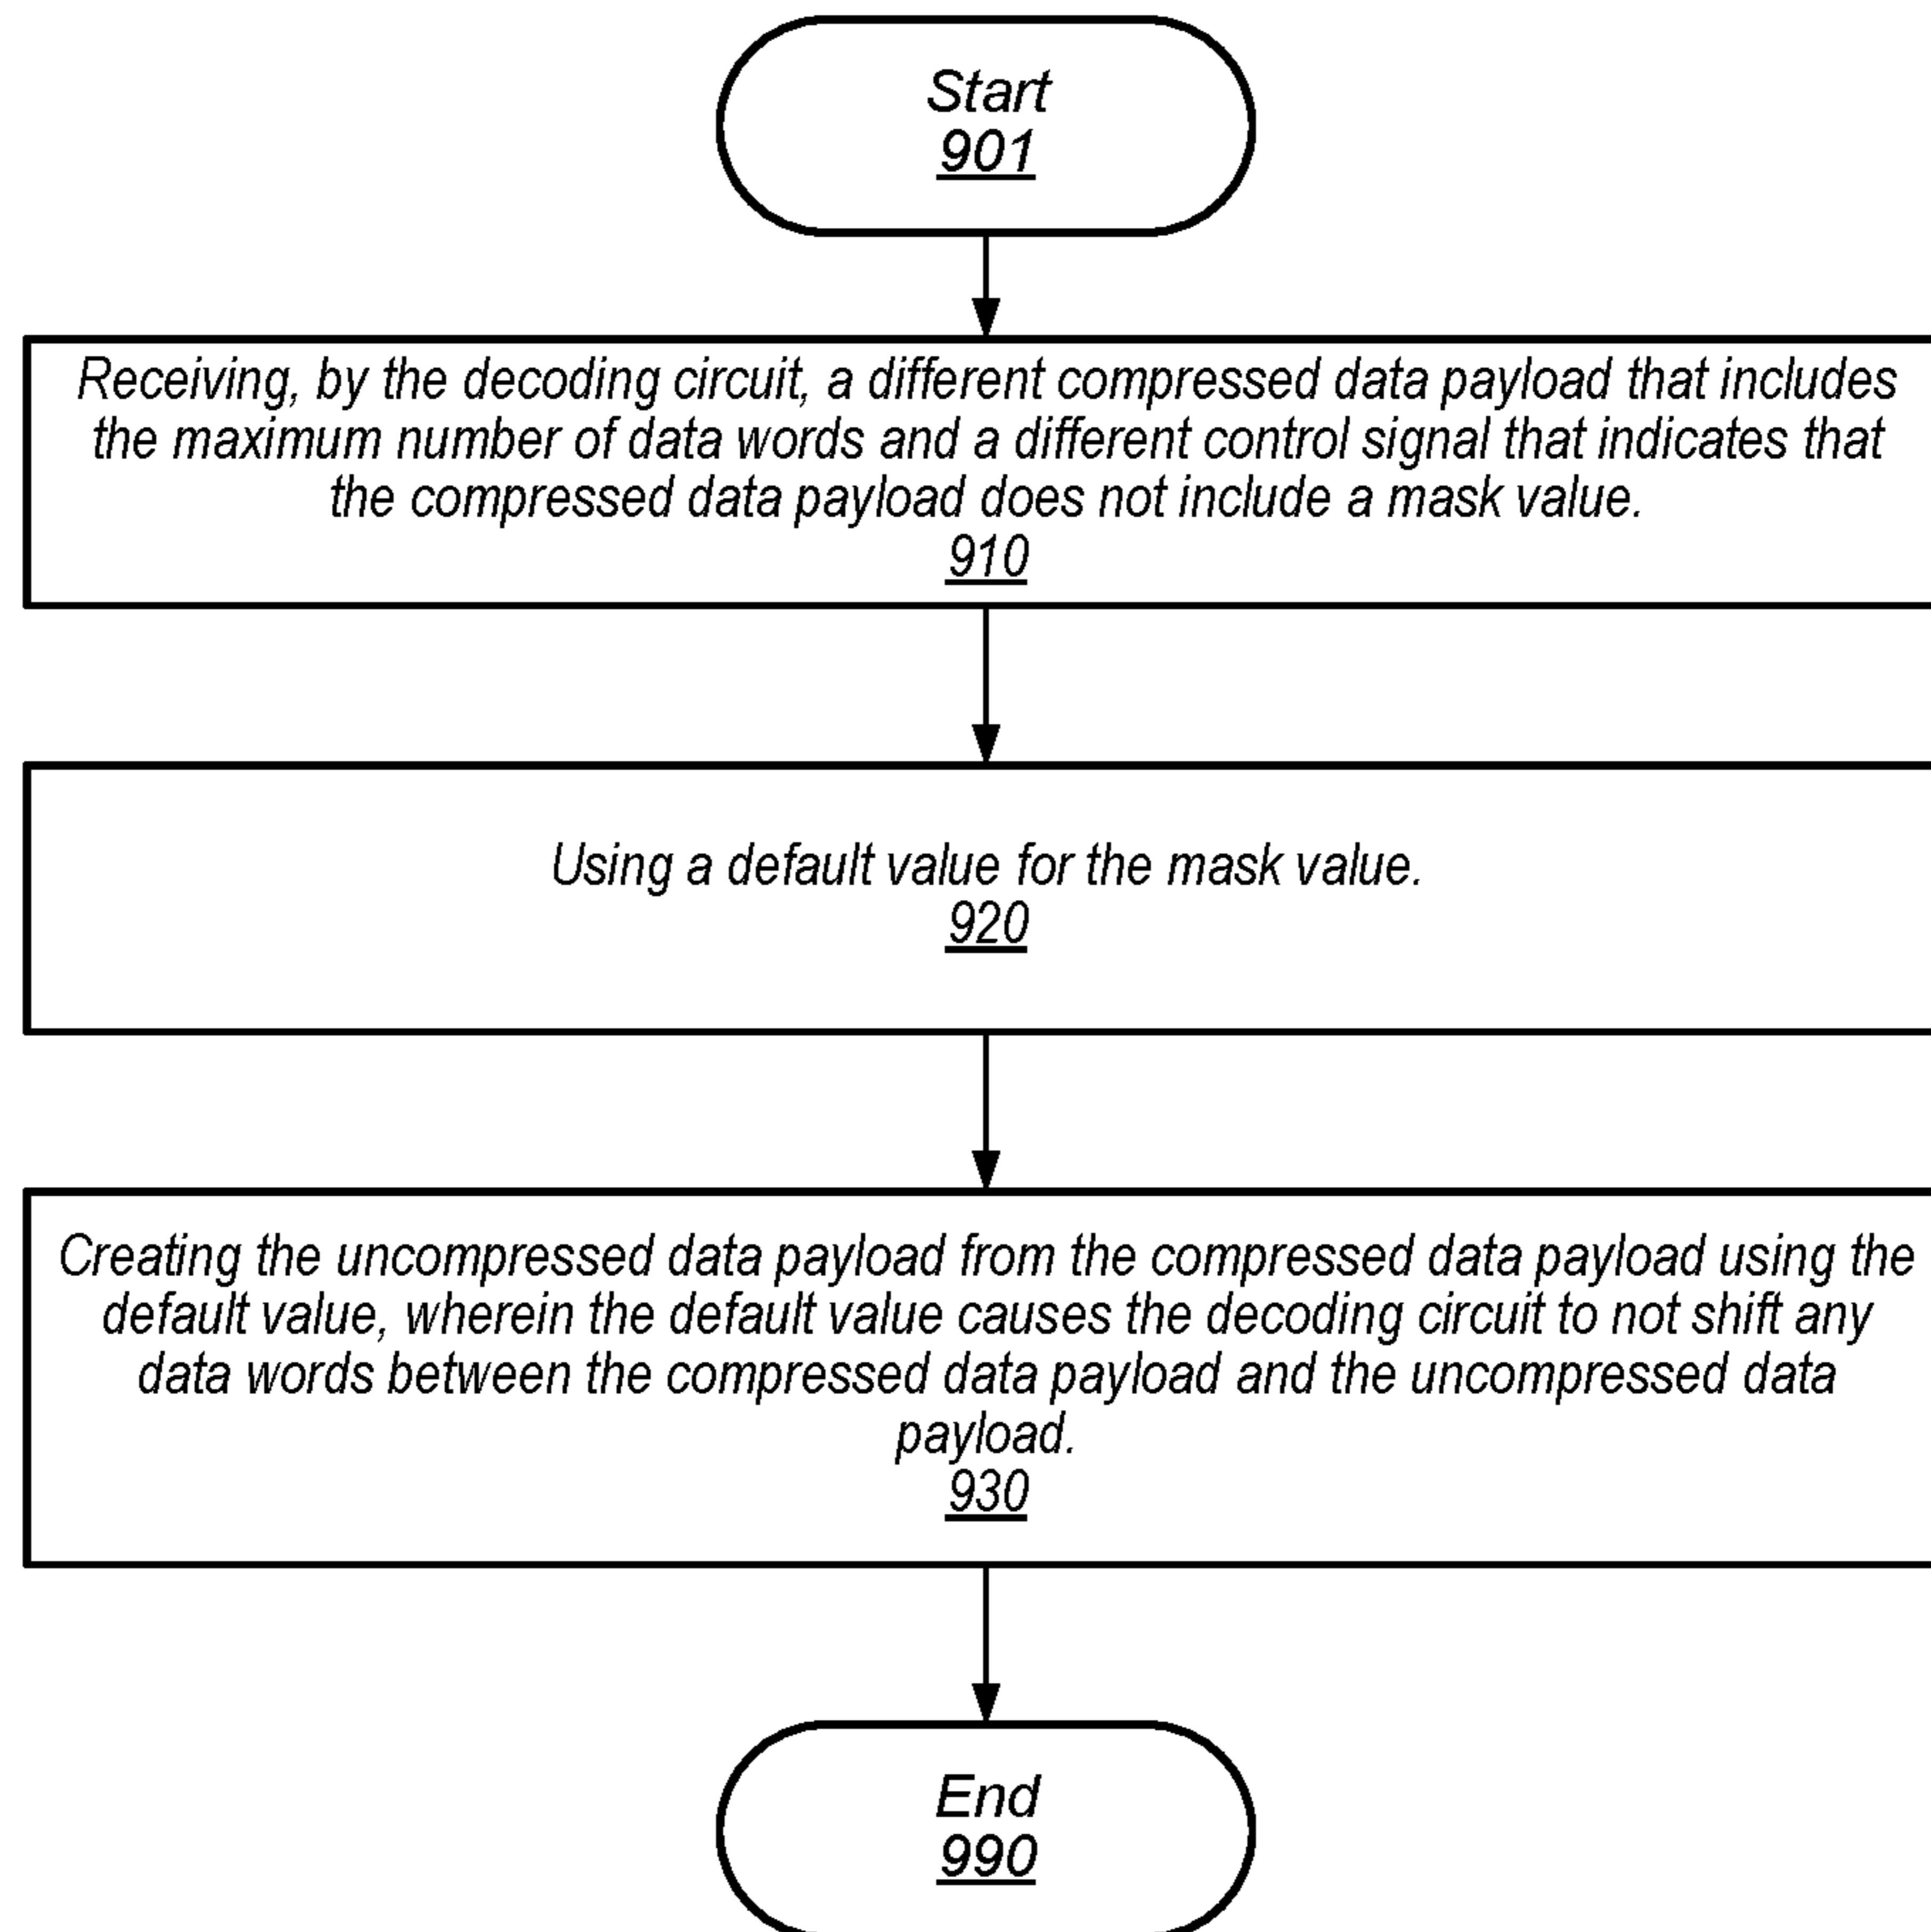 Start
901
Receiving, by the decoding circuit, a different compressed data payload that includes
the maximum number of data words and a different control signal that indicates that
the compressed data payload does not include a mask value.
910
Using a default value for the mask value.
920
Creating the uncompressed data payload from the compressed data payload using the
default value, wherein the default value causes the decoding circuit to not shift any
data words between the compressed data payload and the uncompressed data
payload.
930
End
990